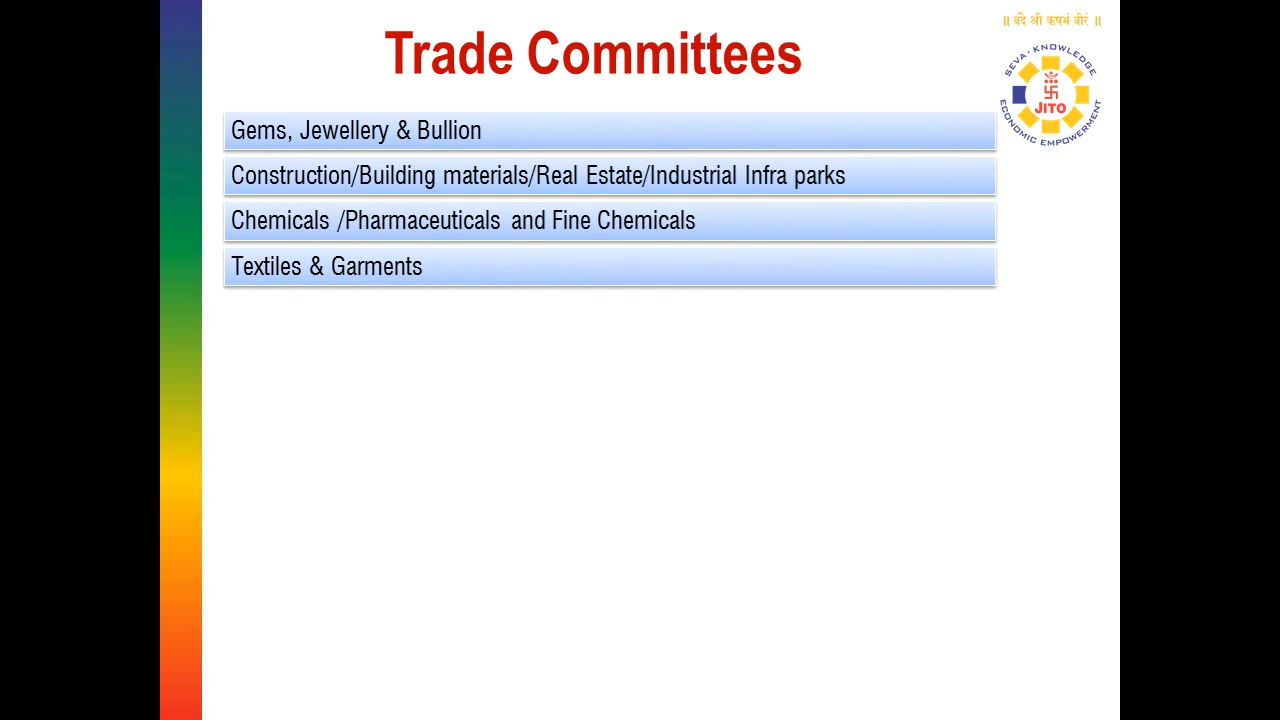 Trade Committees
॥ वंदे श्री ऋषभं वीरं ॥
SEVA • KNOWLEDGE
JITO
ECONOMIC EMPOWERMENT
Gems, Jewellery & Bullion
Construction/Building materials/Real Estate/Industrial Infra parks
Chemicals /Pharmaceuticals and Fine Chemicals
Textiles & Garments